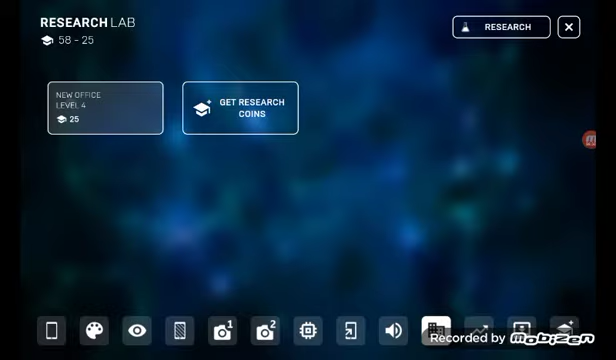 RESEARCH LAB
58 - 25
RESEARCH
NEW OFFICE
LEVEL 4
25
GET RESEARCH
COINS
1
2
Recorded by mobizen